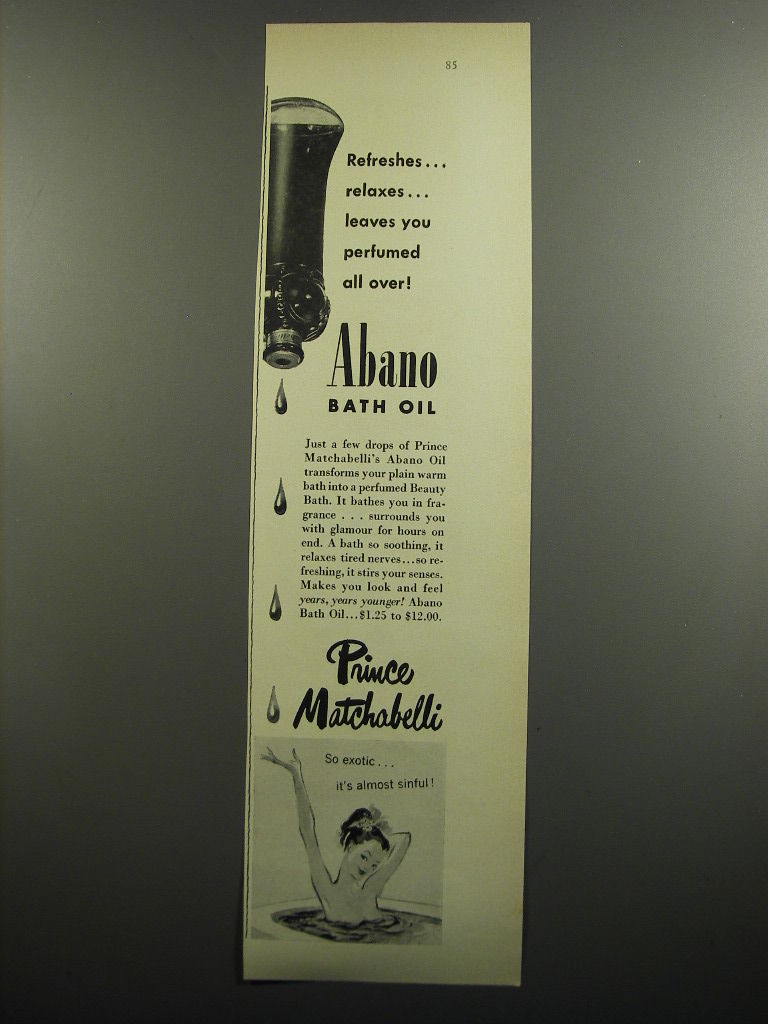 85
Refreshes...
relaxes...
leaves you
perfumed
all over!
Abano
BATH OIL
Just a few drops of Prince
Matchabelli's Abano Oil
transforms your plain warm
bath into a perfumed Beauty
Bath. It bathes you in fra-
grance . . . surrounds you
with glamour for hours on
end. A bath so soothing, it
relaxes tired nerves...so re-
freshing, it stirs your senses.
Makes you look and feel
years, years younger! Abano
Bath Oil...$1.25 to $12.00.
Prince
Matchabelli
So exotic...
it's almost sinful!